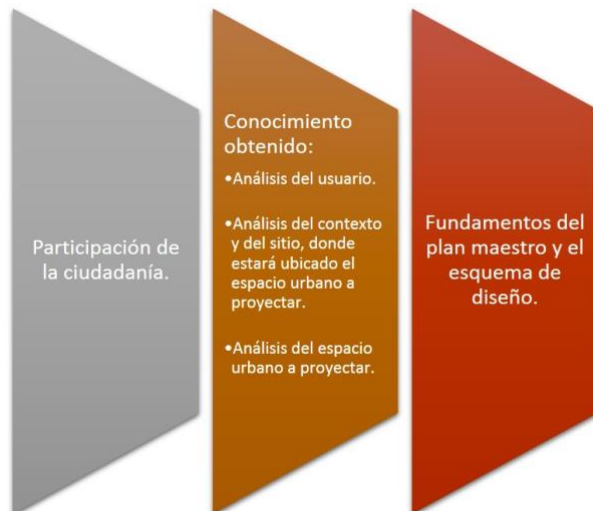 Participación de
la ciudadanía.
Conocimiento
obtenido:
•Análisis del usuario.
•Análisis del contexto
y del sitio, donde
estará ubicado el
espacio urbano a
proyectar.
•Análisis del espacio
urbano a proyectar.
Fundamentos del
plan maestro y el
esquema de
diseño.